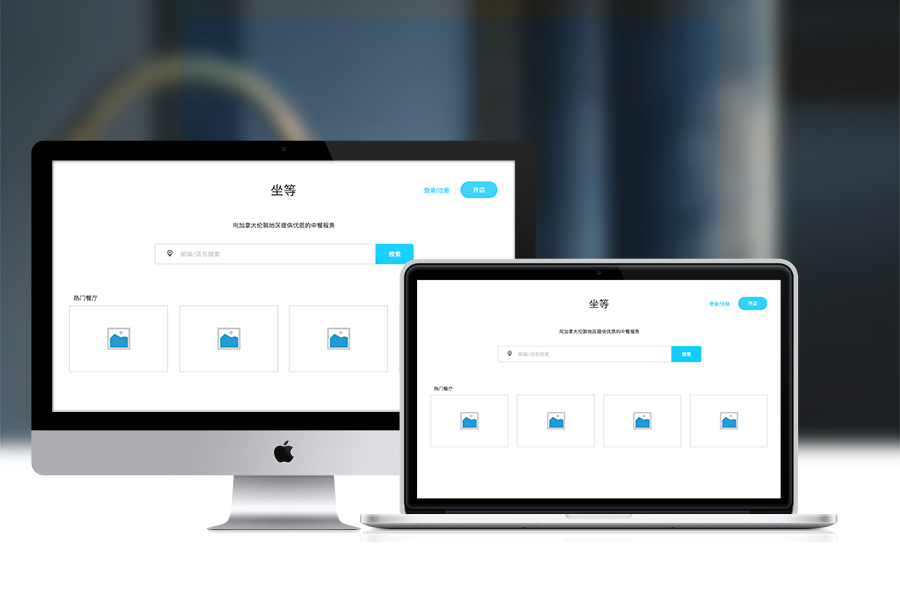 坐等
登录/注册
开店
向加拿大伦敦地区提供优质的中餐服务
邮编/店名搜索
搜索
热门餐厅
坐等
登录/注册
开店
向加拿大伦敦地区提供优质的中餐服务
邮编/店名搜索
搜索
热门餐厅